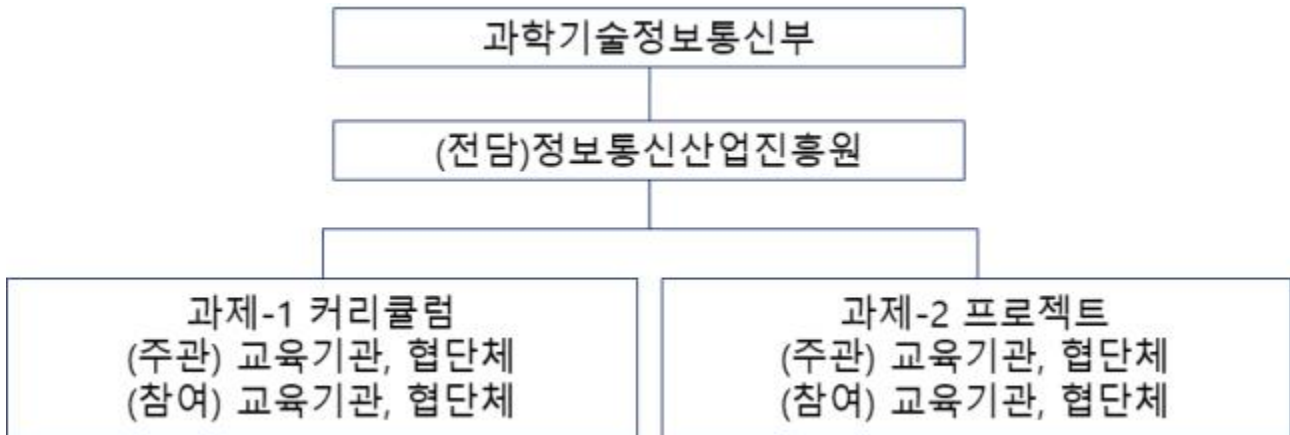 과학기술정보통신부
(전담)정보통신산업진흥원
과제-1 커리큘럼
(주관) 교육기관, 협단체
(참여) 교육기관, 협단체
과제-2 프로젝트
(주관) 교육기관, 협단체
(참여) 교육기관, 협단체